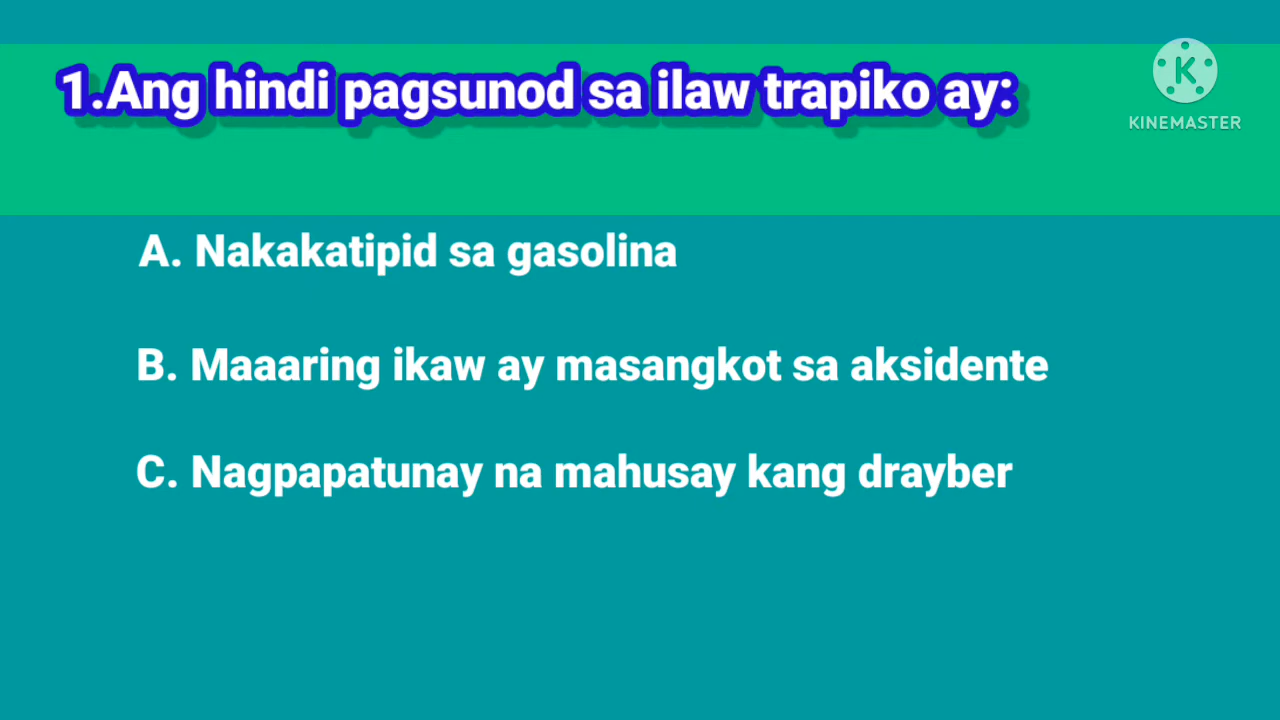 1.Ang hindi pagsunod sa ilaw trapiko ay:
K
KINEMASTER
A. Nakakatipid sa gasolina
B. Maaaring ikaw ay masangkot sa aksidente
C. Nagpapatunay na mahusay kang drayber